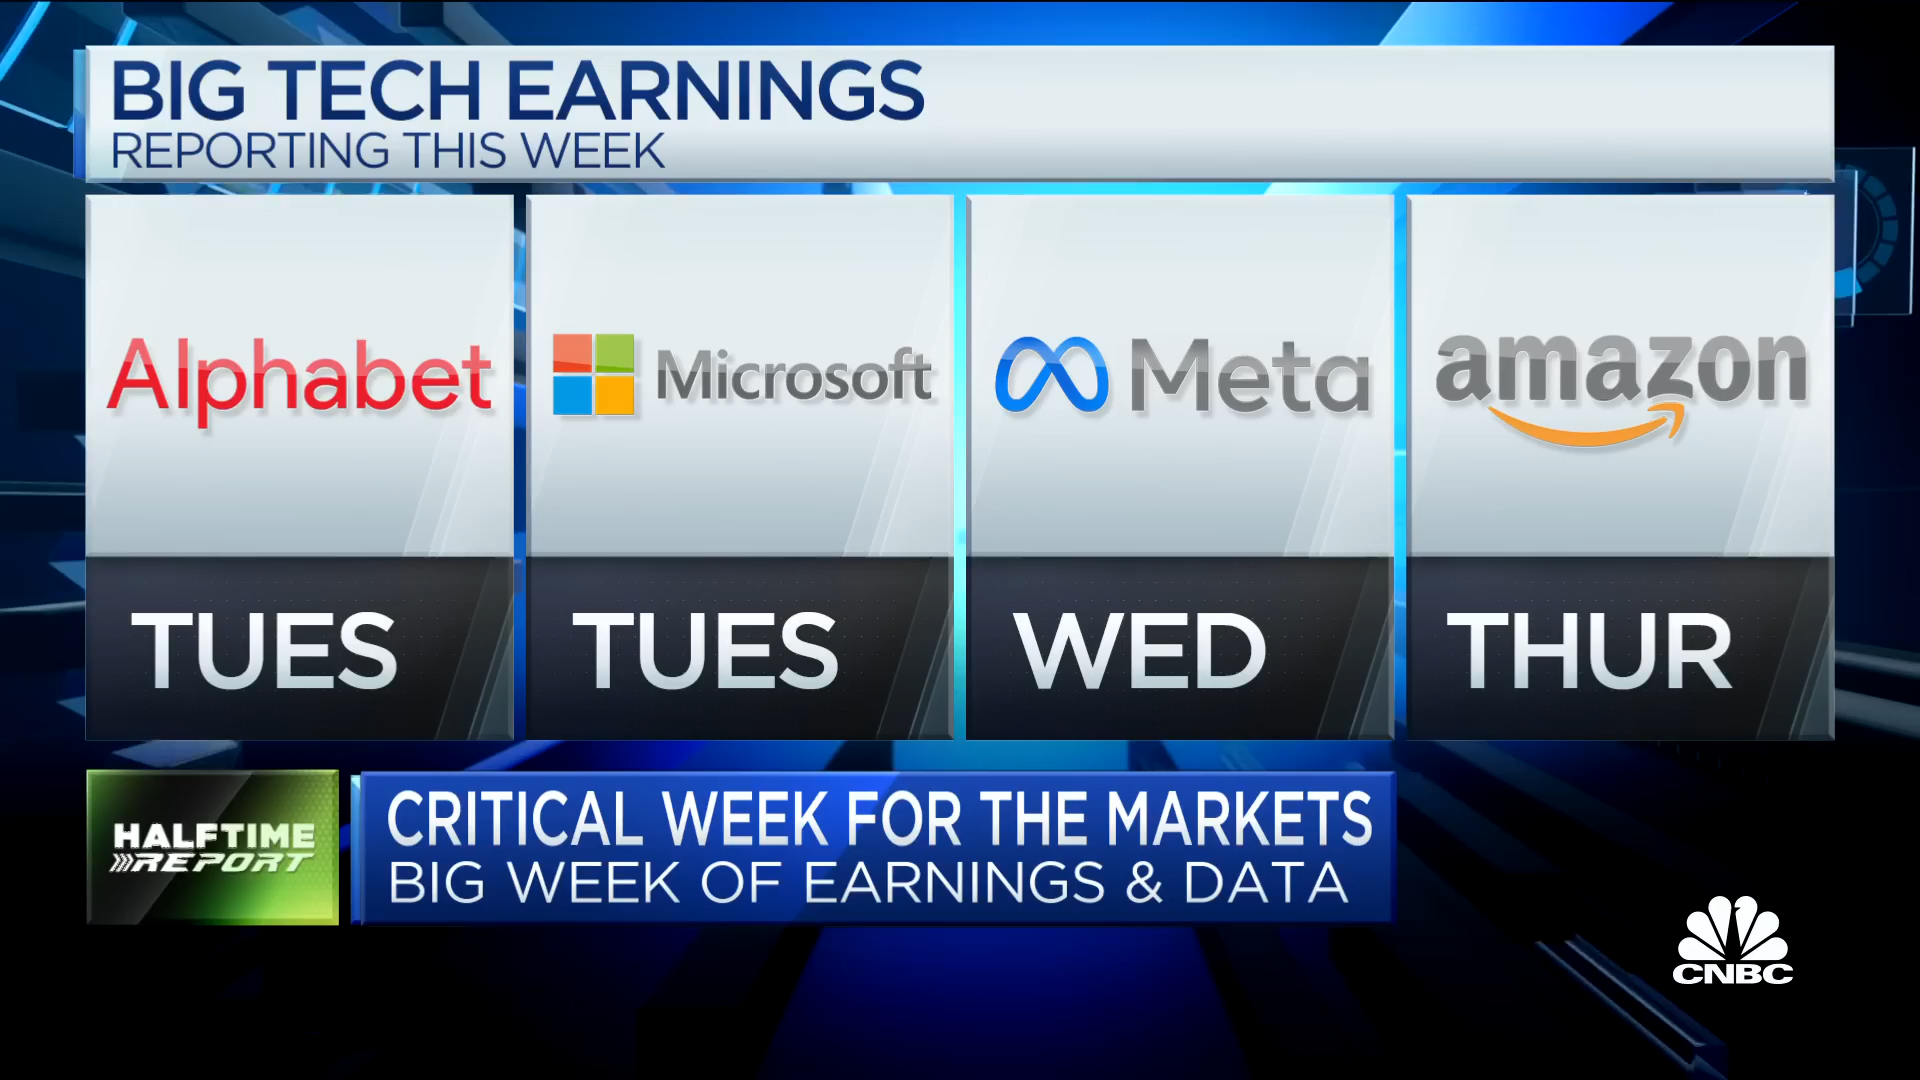 BIG TECH EARNINGS
REPORTING THIS WEEK
Alphabet
Microsoft
Meta
amazon
TUES
TUES
WED
THUR
HALFTIME
REPORT
CRITICAL WEEK FOR THE MARKETS
BIG WEEK OF EARNINGS & DATA
CNBC